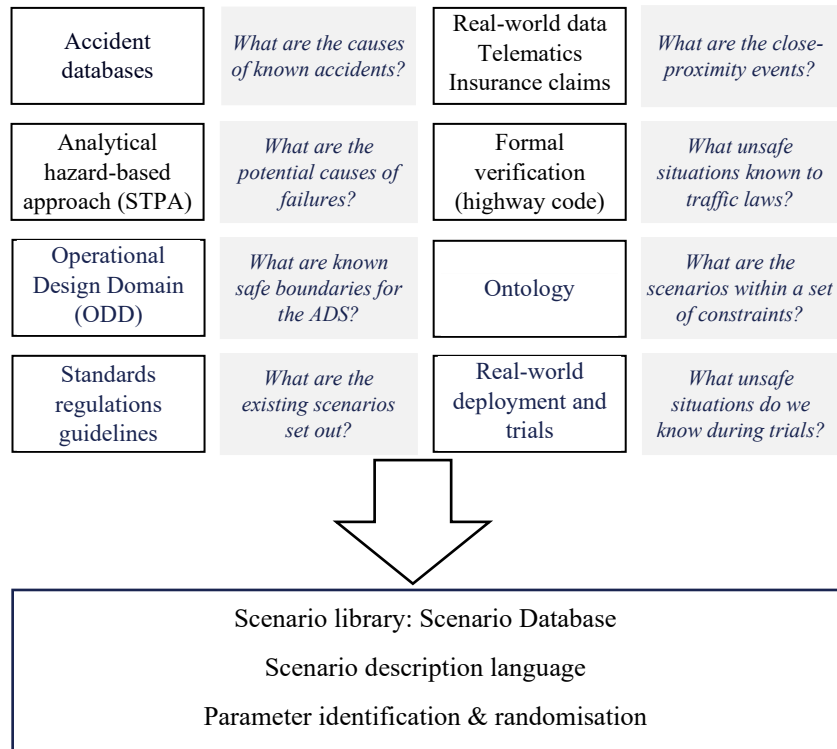 Accident
databases
What are the causes
of known accidents?
Real-world data
Telematics
Insurance claims
What are the close-
proximity events?
Analytical
hazard-based
approach (STPA)
What are the
potential causes of
failures?
Formal
verification
(highway code)
What unsafe
situations known to
traffic laws?
Operational
Design Domain
(ODD)
What are known
safe boundaries for
the ADS?
Ontology
What are the
scenarios within a set
of constraints?
Standards
regulations
guidelines
What are the
existing scenarios
set out?
Real-world
deployment and
trials
What unsafe
situations do we
know during trials?
Scenario library: Scenario Database
Scenario description language
Parameter identification & randomisation